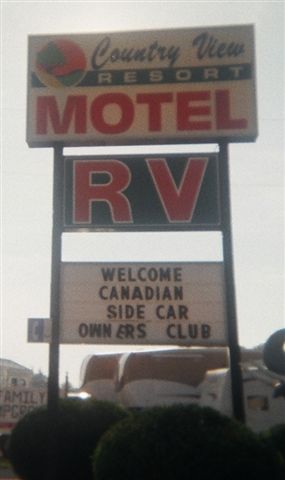 Country View
RESORT
MOTEL
RV
WELCOME
CANADIAN
SIDE CAR
OWNERS CLUB
FAMILY